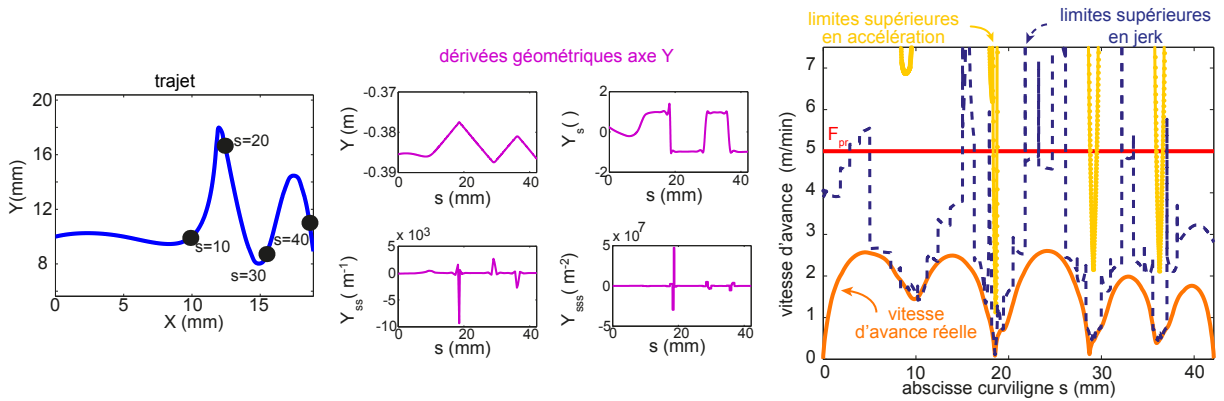 trajet
Y(mm)
20
16
12
8
0
5
10
15
X (mm)
s=10
s=20
s=30
s=40
dérivées géométriques axe Y
Y (m)
-0.37
-0.38
-0.39
0
20
40
s (mm)
Y s ( )
2
0
-2
0
20
40
s (mm)
x 10³
Y ss ( m-1)
5
0
-5
-10
0
20
40
s (mm)
x 10⁷
Y sss ( m-2)
5
0
-5
0
20
40
s (mm)
limites supérieures
en accélération
limites supérieures
en jerk
vitesse d'avance (m/min)
7
6
5
4
3
2
1
0
F pr
vitesse
d'avance réelle
0
10
20
30
40
abscisse curviligne s (mm)